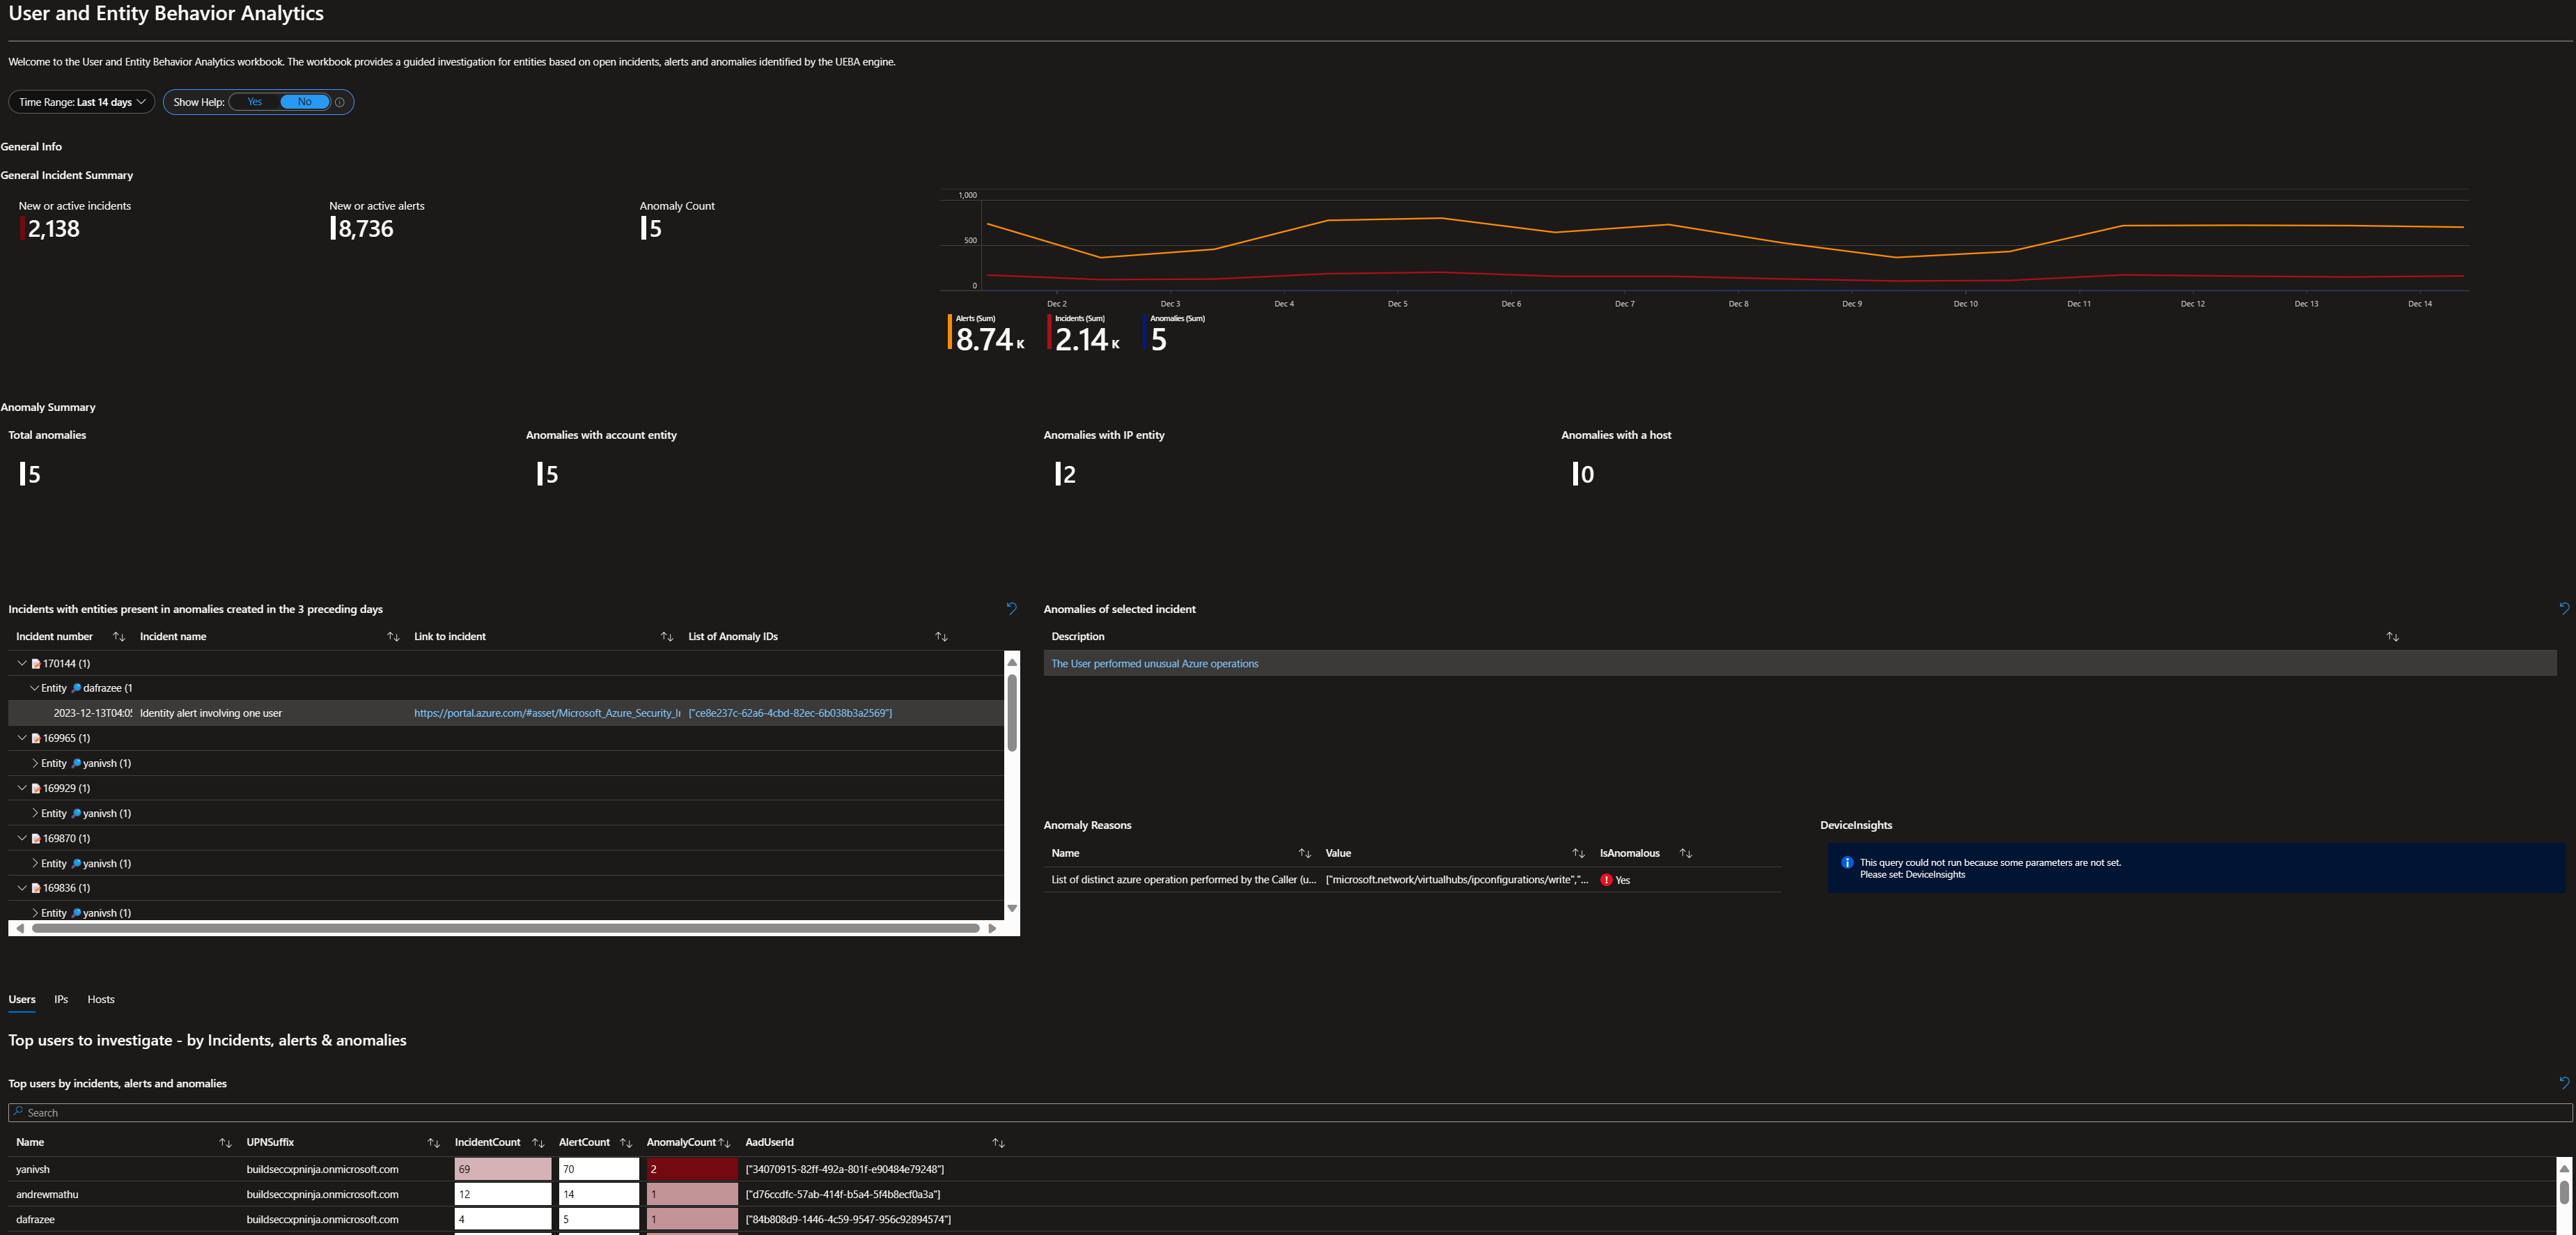 User and Entity Behavior Analytics
Welcome to the User and Entity Behavior Analytics workbook. The workbook provides a guided investigation for entities based on open incidents, alerts and anomalies identified by the UEBA engine.
Time Range: Last 14 days
Show Help: Yes No
General Info
General Incident Summary
New or active incidents New or active alerts Anomaly Count
2,138 8,736 5
1,000
500
0
Dec 2 Dec 3 Dec 4 Dec 5 Dec 6 Dec 7 Dec 8 Dec 9 Dec 10 Dec 11 Dec 12 Dec 13 Dec 14
Alerts (Sum) Incidents (Sum) Anomalies (Sum)
8.74 K 2.14 K 5
Anomaly Summary
Total anomalies Anomalies with account entity Anomalies with IP entity Anomalies with a host
5 5 2 0
Incidents with entities present in anomalies created in the 3 preceding days
Incident number Incident name Link to incident List of Anomaly IDs
170144 (1)
Entity dafrazee (1
2023-12-13T04:05 Identity alert involving one user https://portal.azure.com/#asset/Microsoft_Azure_Security_In ["ce8e237c-62a6-4cbd-82ec-6b038b3a2569"]
169965 (1)
Entity yanivsh (1)
169929 (1)
Entity yanivsh (1)
169870 (1)
Entity yanivsh (1)
169836 (1)
Entity yanivsh (1)
Anomalies of selected incident
Description
The User performed unusual Azure operations
Anomaly Reasons
Name Value IsAnomalous
List of distinct azure operation performed by the Caller (u... ["microsoft.network/virtualhubs/ipconfigurations/write","... Yes
DeviceInsights
This query could not run because some parameters are not set.
Please set: DeviceInsights
Users IPs Hosts
Top users to investigate - by Incidents, alerts & anomalies
Top users by incidents, alerts and anomalies
Search
Name UPNSuffix IncidentCount AlertCount AnomalyCount AadUserId
yanivsh buildseccxpninja.onmicrosoft.com 69 70 2 ["34070915-82ff-492a-801f-e90484e79248"]
andrewmathu buildseccxpninja.onmicrosoft.com 12 14 1 ["d76ccdfc-57ab-414f-b5a4-5f4b8ecf0a3a"]
dafrazee buildseccxpninja.onmicrosoft.com 4 5 1 ["84b808d9-1446-4c59-9547-956c92894574"]